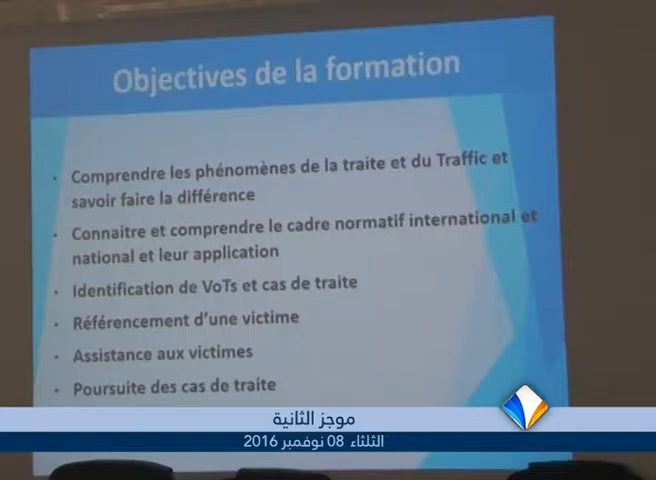 Objectives de la formation
• Comprendre les phénomènes de la traite et du Traffic et
savoir faire la différence
• Connaitre et comprendre le cadre normatif international et
national et leur application
• Identification de VoTs et cas de traite
• Référencement d'une victime
• Assistance aux victimes
• Poursuite des cas de traite
موجز الثانية
الثلثاء 08 نوفمبر 2016